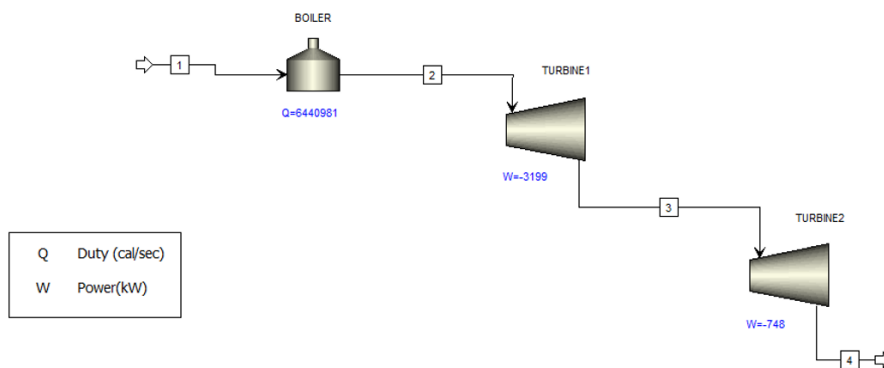 BOILER
1
2
TURBINE1
Q=6440981
W=-3199
3
TURBINE2
Q Duty (cal/sec)
W Power(kW)
W=-748
4